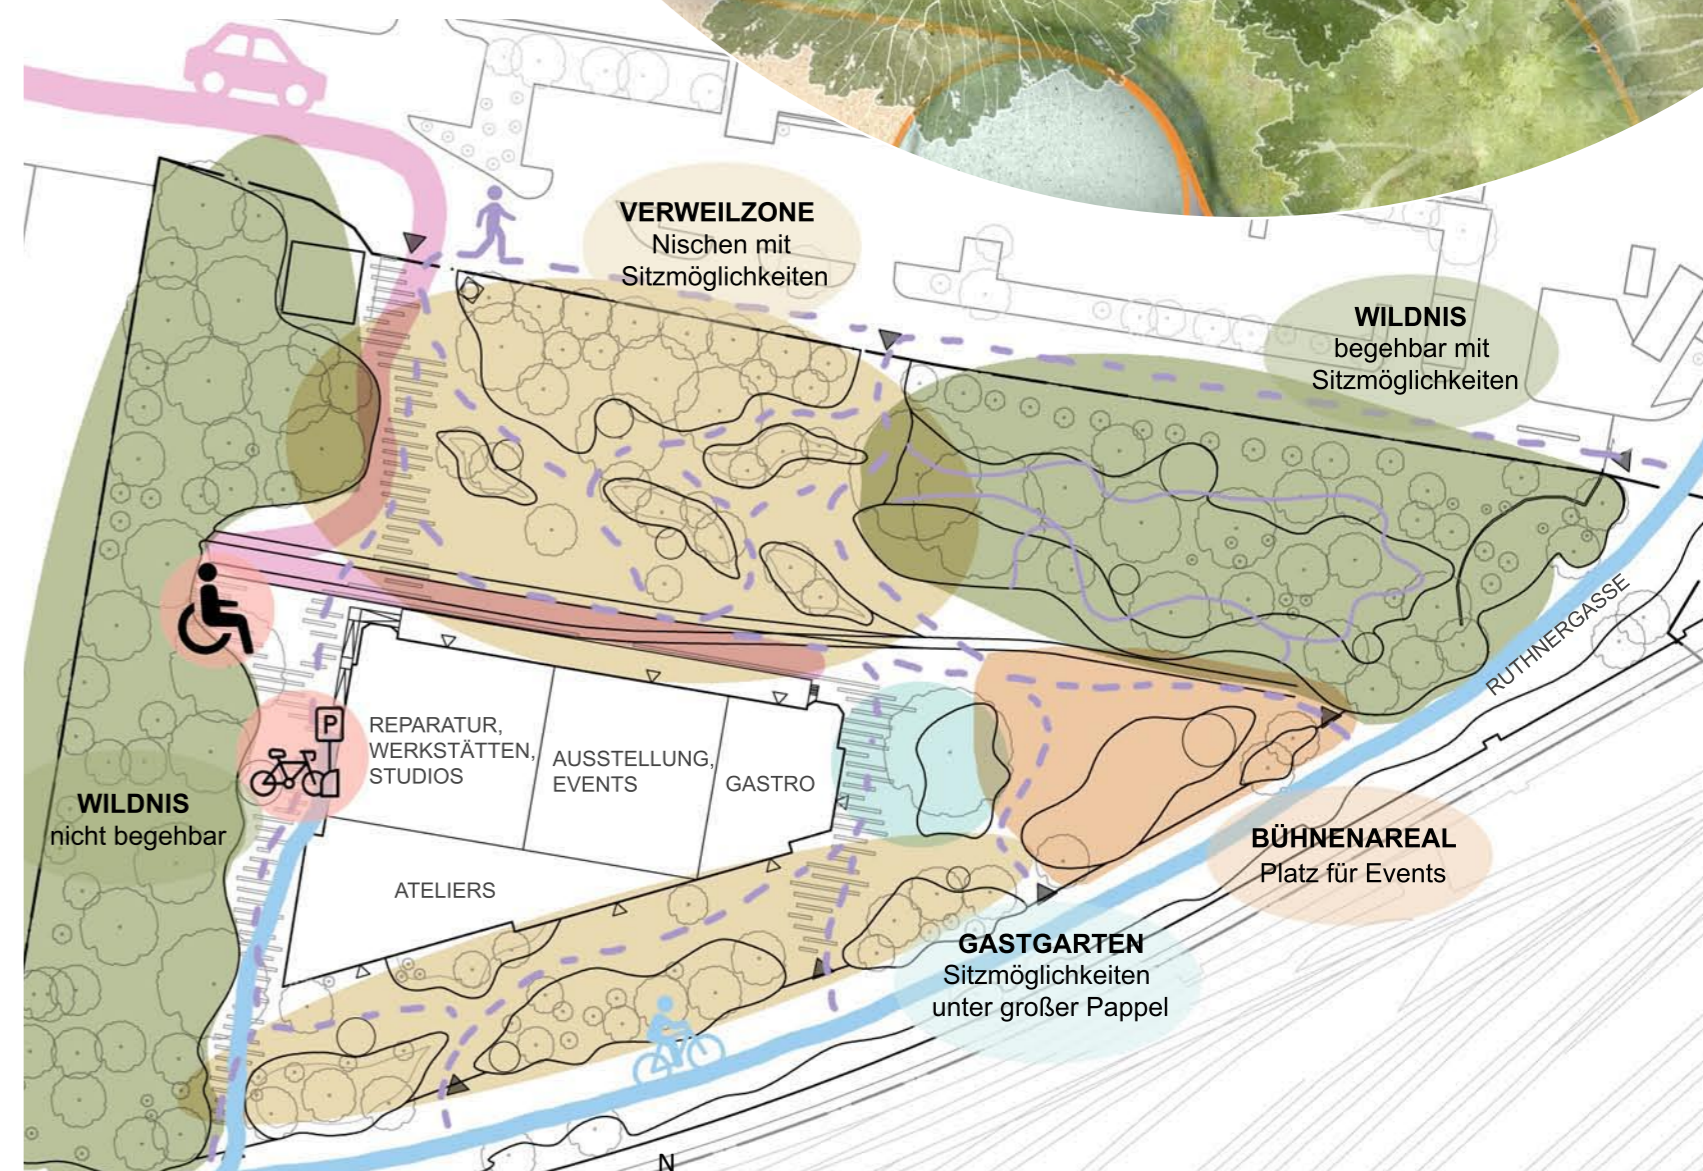 VERWEILZONE
Nischen mit
Sitzmöglichkeiten
WILDNIS
begehbar mit
Sitzmöglichkeiten
RUTHNERGASSE
P
REPARATUR,
WERKSTÄTTEN,
STUDIOS
AUSSTELLUNG,
EVENTS
GASTRO
ATELIERS
WILDNIS
nicht begehbar
BÜHNENAREAL
Platz für Events
GASTGARTEN
Sitzmöglichkeiten
unter großer Pappel
N